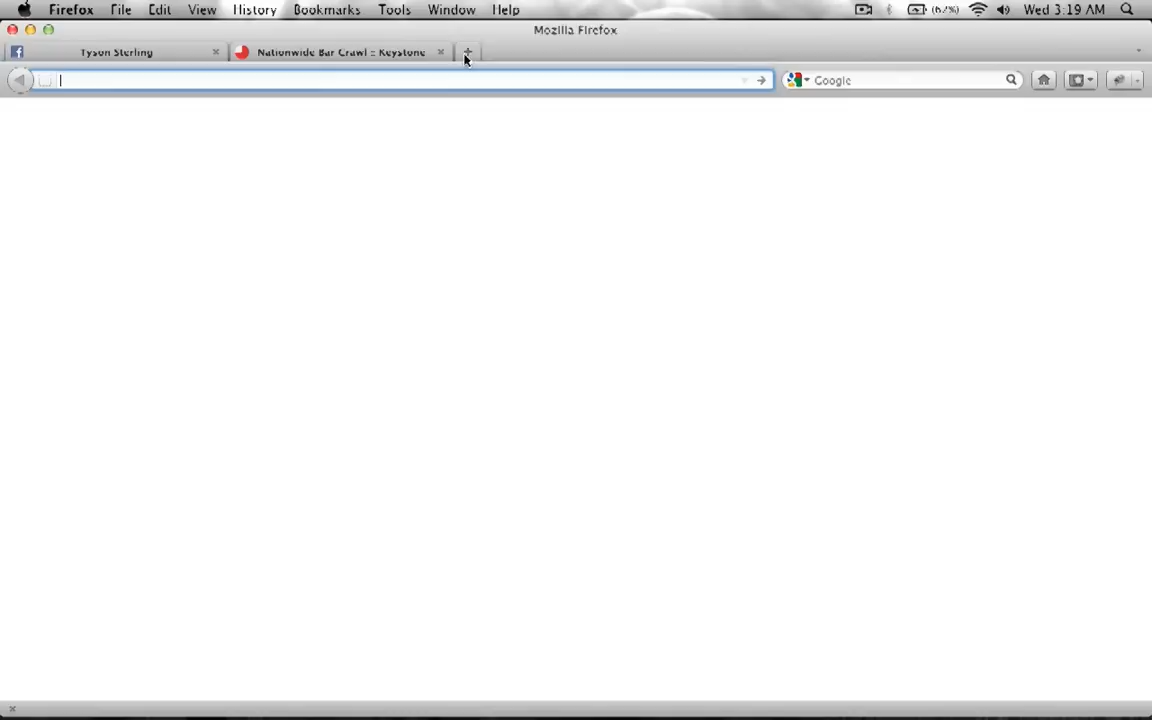 Firefox File Edit View History Bookmarks Tools Window Help (62%) Wed 3:19 AM
Mozilla Firefox
Tyson Sterling Nationwide Bar Crawl :: Keystone
Google